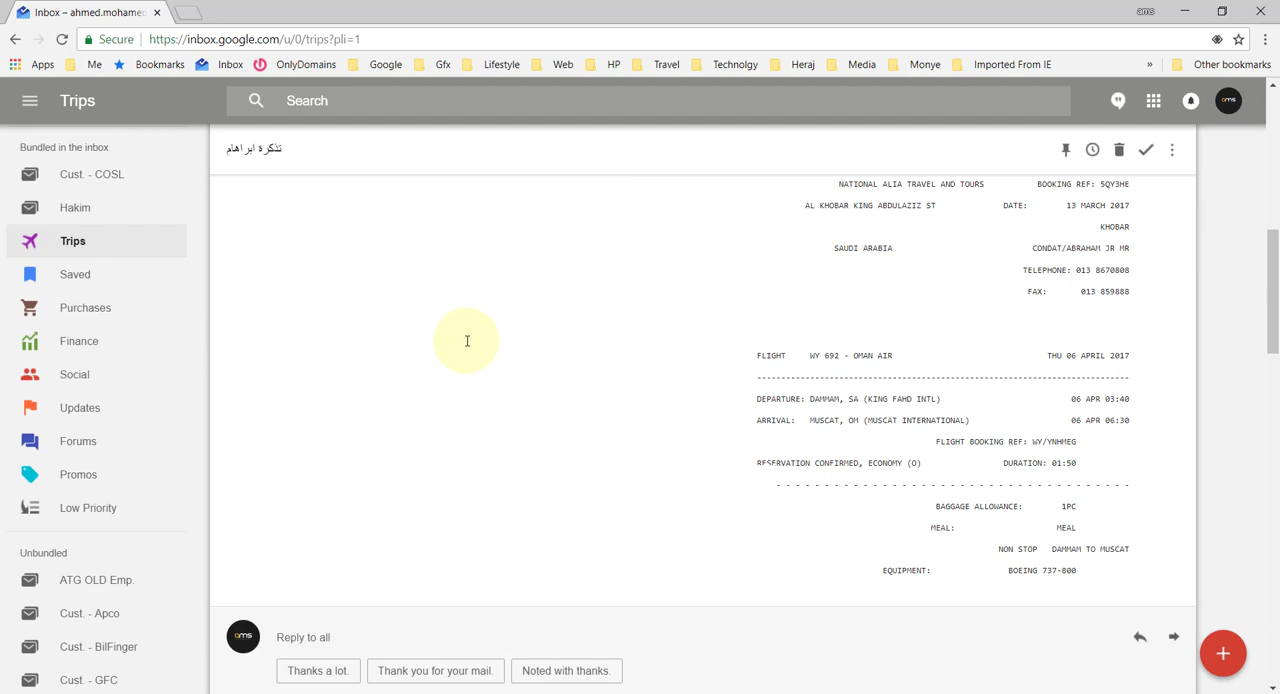 Inbox – ahmed.mohame
ams
Secure https://inbox.google.com/u/0/trips?pli=1
Apps Me Bookmarks Inbox OnlyDomains Google Gfx Lifestyle Web HP Travel Technolgy Heraj Media Monye Imported From IE » Other bookmarks
Trips Search ams
Bundled in the inbox
Cust. - COSL
Hakim
Trips
Saved
Purchases
Finance
Social
Updates
Forums
Promos
Low Priority
Unbundled
ATG OLD Emp.
Cust. - Apco
Cust. - BilFinger
Cust. - GFC
تذكرة ابراهام
NATIONAL ALIA TRAVEL AND TOURS BOOKING REF: 5QY3HE
AL KHOBAR KING ABDULAZIZ ST DATE: 13 MARCH 2017
KHOBAR
SAUDI ARABIA CONDAT/ABRAHAM JR MR
TELEPHONE: 013 8670808
FAX: 013 859888
FLIGHT WY 692 - OMAN AIR THU 06 APRIL 2017
DEPARTURE: DAMMAM, SA (KING FAHD INTL) 06 APR 03:40
ARRIVAL: MUSCAT, OM (MUSCAT INTERNATIONAL) 06 APR 06:30
FLIGHT BOOKING REF: WY/YNHMEG
RESERVATION CONFIRMED, ECONOMY (O) DURATION: 01:50
BAGGAGE ALLOWANCE: 1PC
MEAL: MEAL
NON STOP DAMMAM TO MUSCAT
EQUIPMENT: BOEING 737-800
ams Reply to all
Thanks a lot. Thank you for your mail. Noted with thanks.